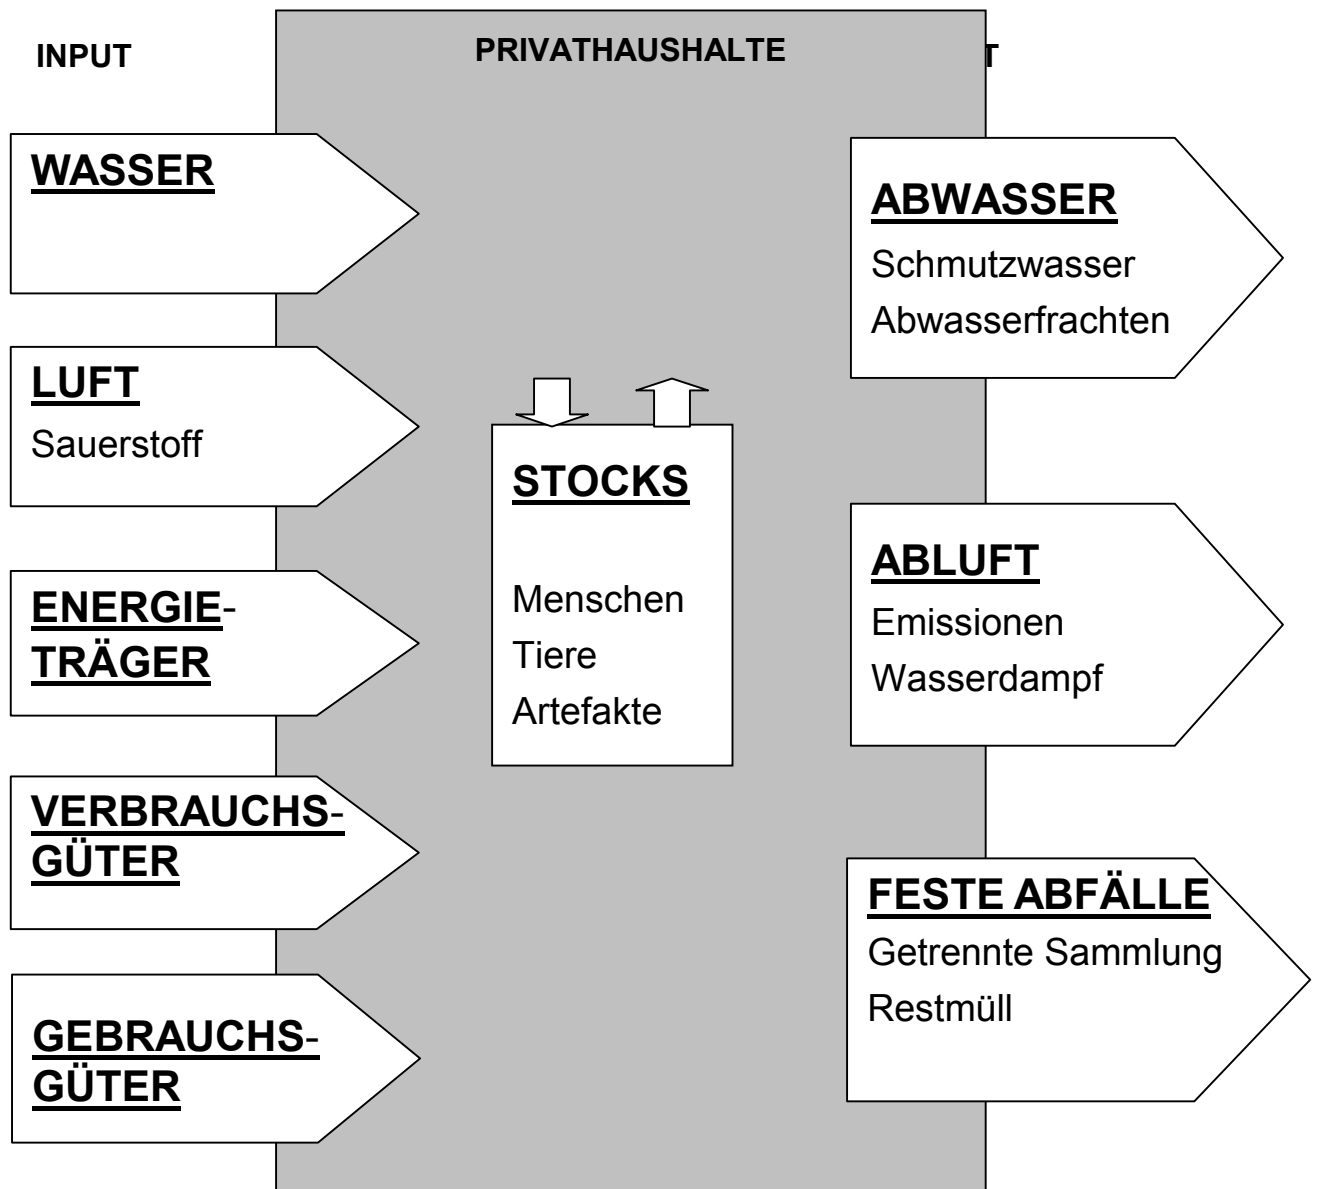 INPUT
PRIVATHAUSHALTE
T
WASSER
LUFT
Sauerstoff
ENERGIE-
TRÄGER
VERBRAUCHS-
GÜTER
GEBRAUCHS-
GÜTER
STOCKS
Menschen
Tiere
Artefakte
ABWASSER
Schmutzwasser
Abwasserfrachten
ABLUFT
Emissionen
Wasserdampf
FESTE ABFÄLLE
Getrennte Sammlung
Restmüll